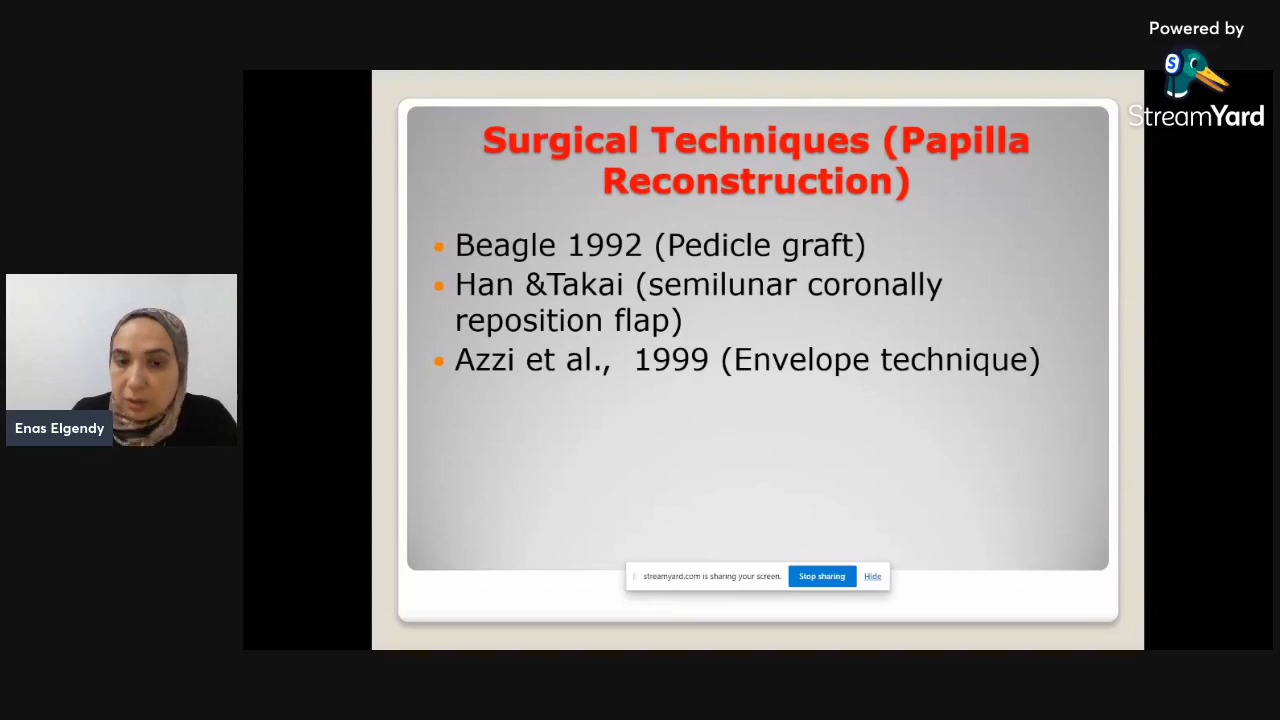 Powered by
S
StreamYard
Surgical Techniques (Papilla
Reconstruction)
• Beagle 1992 (Pedicle graft)
• Han &Takai (semilunar coronally
reposition flap)
• Azzi et al.,  1999 (Envelope technique)
Enas Elgendy
streamyard.com is sharing your screen. Stop sharing Hide